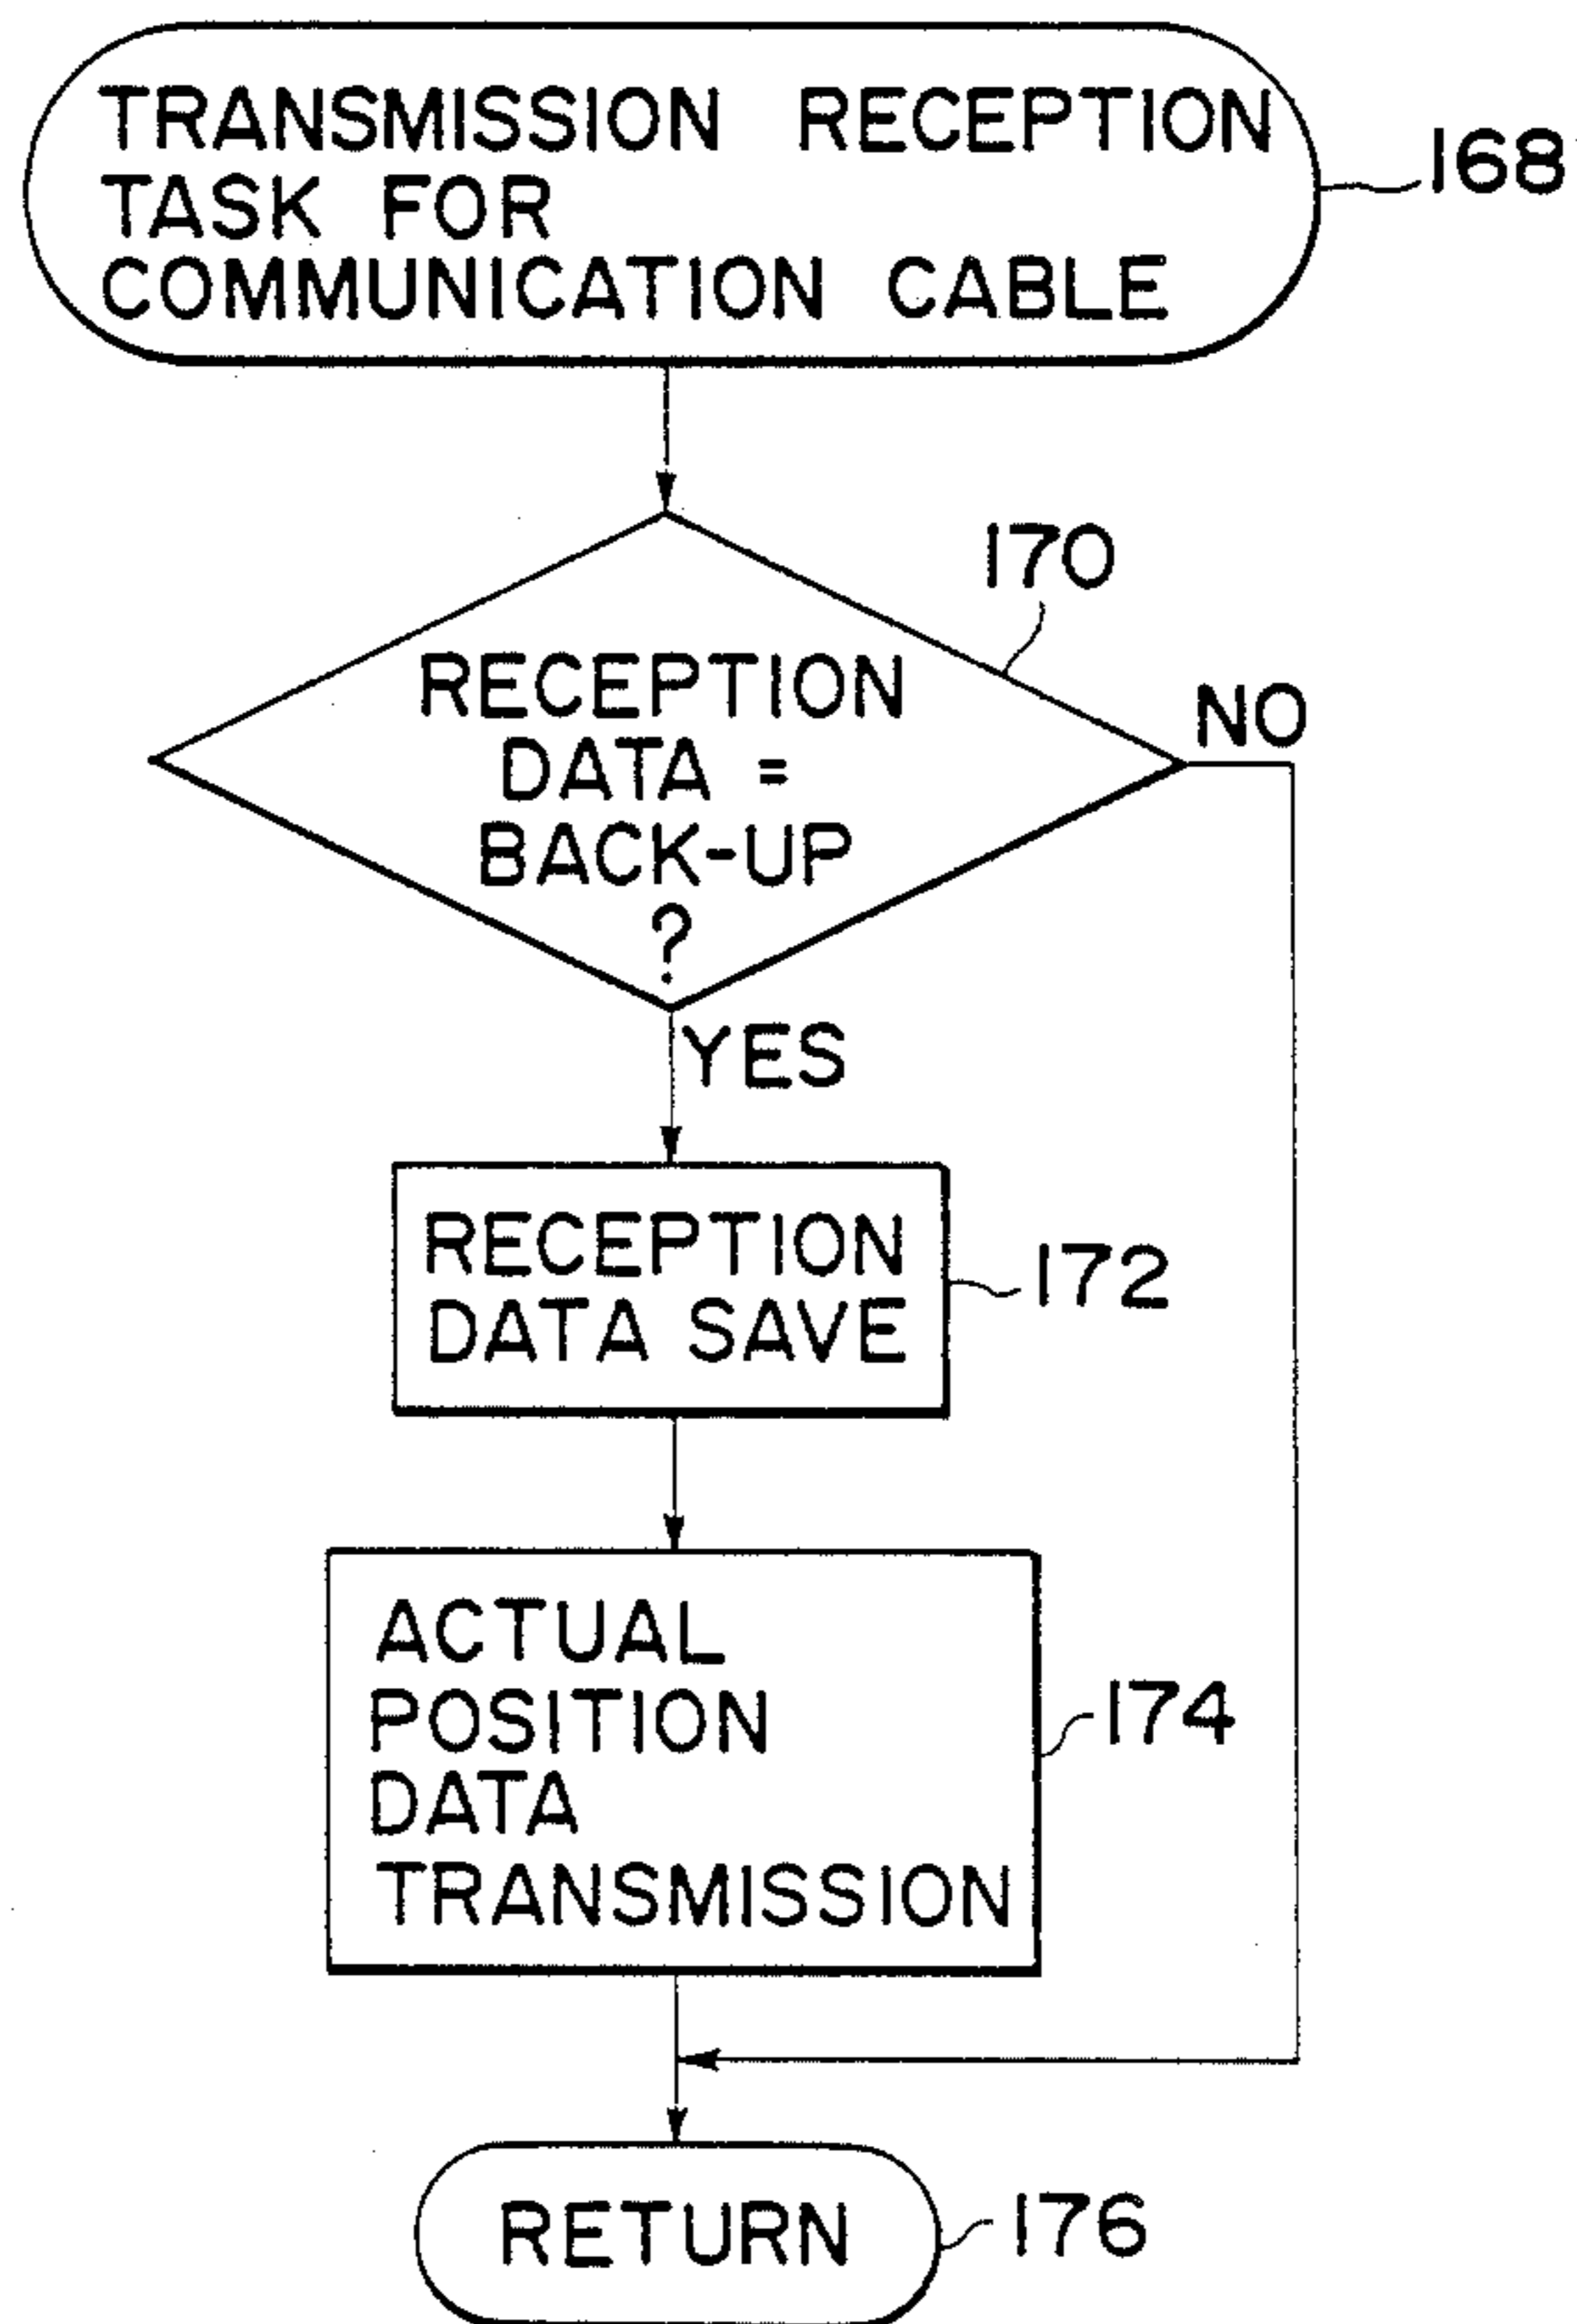 TRANSMISSION RECEPTION
TASK FOR
COMMUNICATION CABLE
168
170
RECEPTION
DATA =
BACK-UP
?
NO
YES
RECEPTION
DATA SAVE
172
ACTUAL
POSITION
DATA
TRANSMISSION
174
RETURN
176